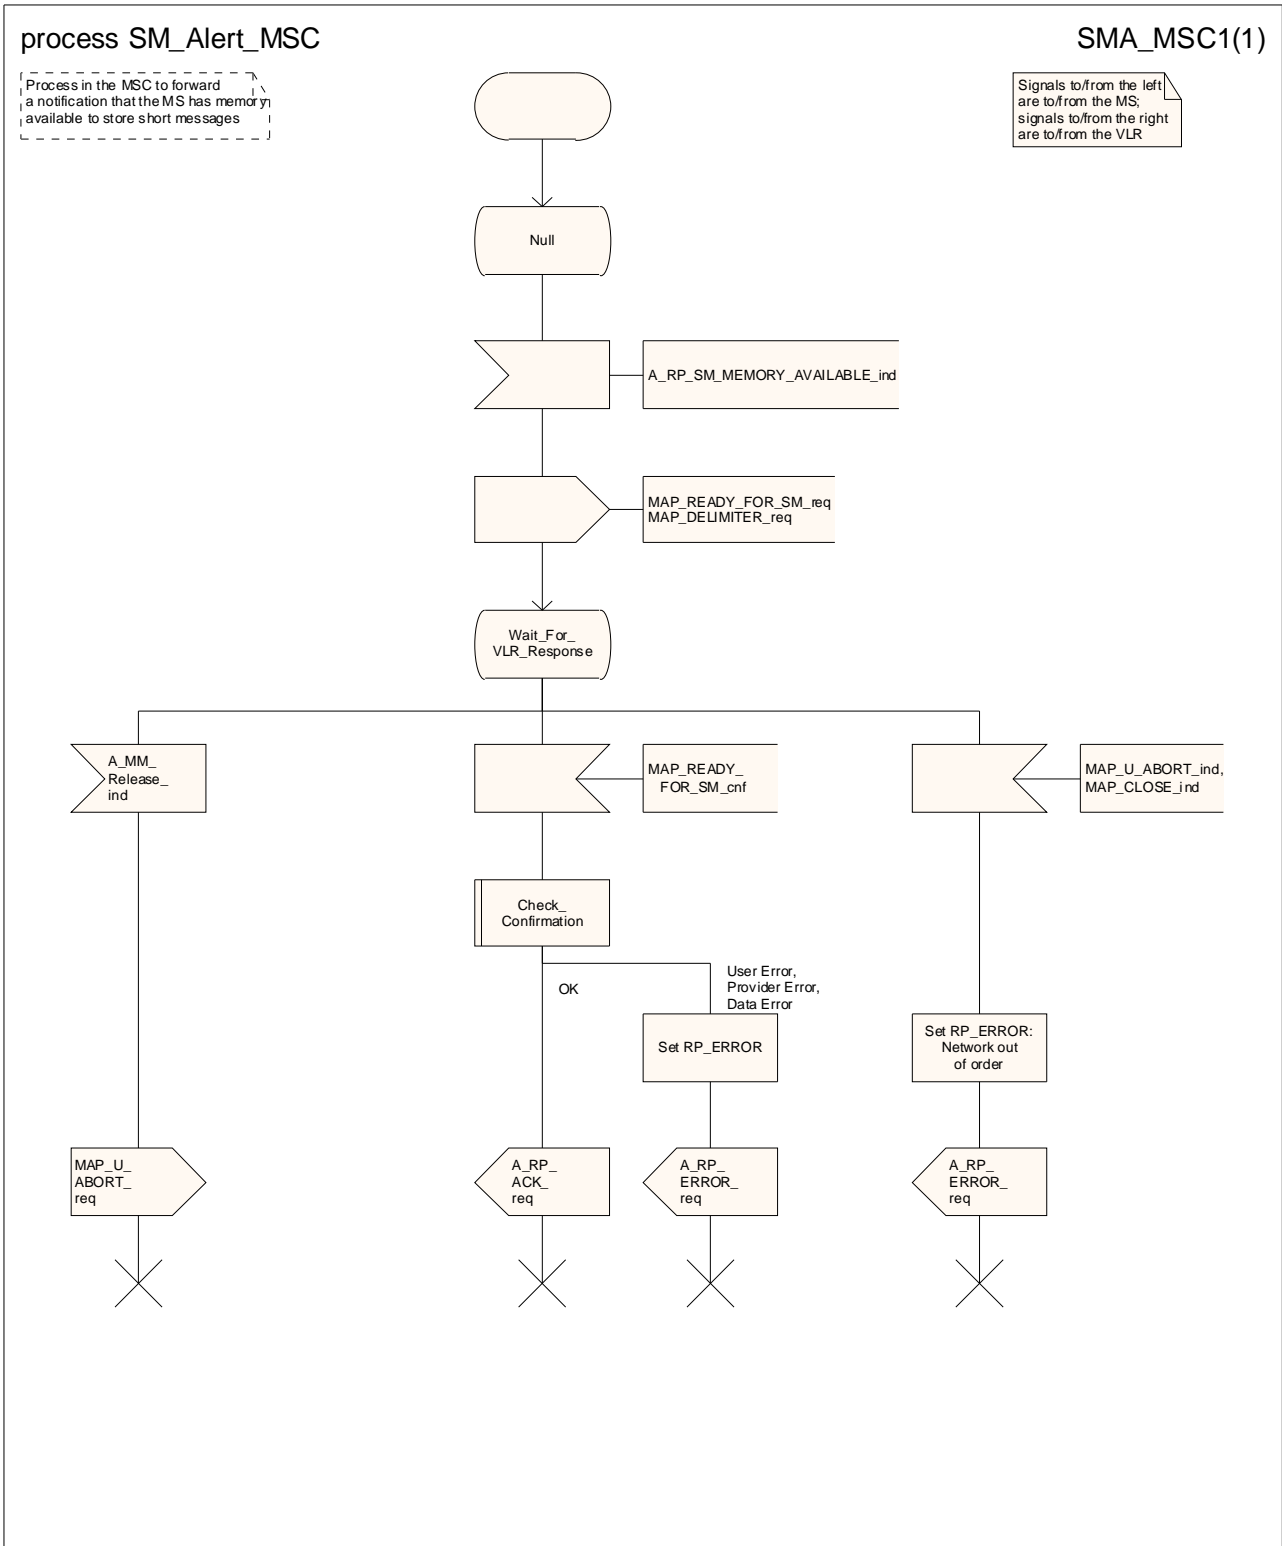 process SM_Alert_MSC
SMA_MSC1(1)
Process in the MSC to forward
a notification that the MS has memory
available to store short messages
Signals to/from the left
are to/from the MS;
signals to/from the right
are to/from the VLR
Null
A_RP_SM_MEMORY_AVAILABLE_ind
MAP_READY_FOR_SM_req
MAP_DELIMITER_req
Wait_For_
VLR_Response
A_MM_
Release_
ind
MAP_READY_
FOR_SM_cnf
MAP_U_ABORT_ind,
MAP_CLOSE_ind
Check_
Confirmation
OK
User Error,
Provider Error,
Data Error
Set RP_ERROR
Set RP_ERROR:
Network out
of order
MAP_U_
ABORT_
req
A_RP_
ACK_
req
A_RP_
ERROR_
req
A_RP_
ERROR_
req